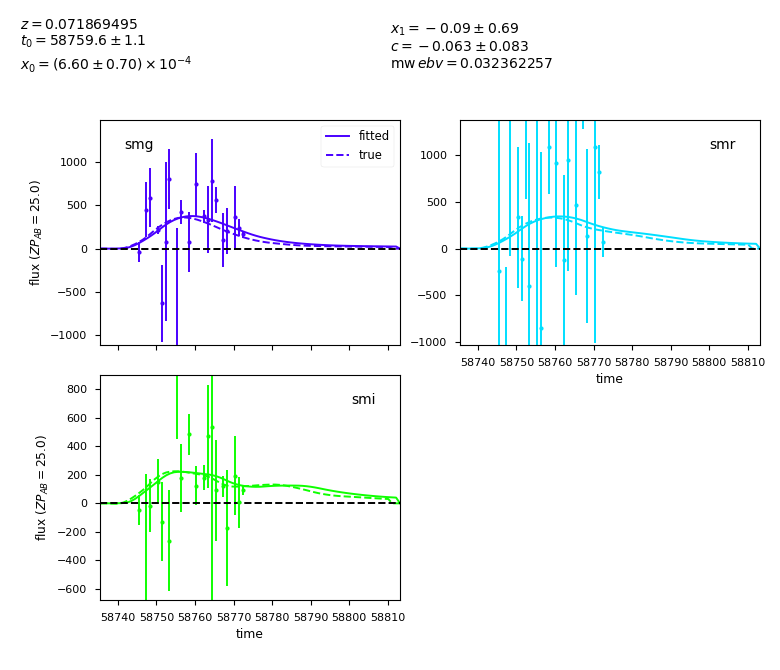 z = 0.071869495
t₀ = 58759.6 ± 1.1
x₀ = (6.60 ± 0.70) × 10⁻⁴
x₁ = −0.09 ± 0.69
c = −0.063 ± 0.083
mw ebv = 0.032362257
smg
fitted
true
1000
500
0
−500
−1000
flux (ZP_AB = 25.0)
smr
1000
500
0
−500
−1000
58740 58750 58760 58770 58780 58790 58800 58810
time
smi
800
600
400
200
0
−200
−400
−600
flux (ZP_AB = 25.0)
58740 58750 58760 58770 58780 58790 58800 58810
time